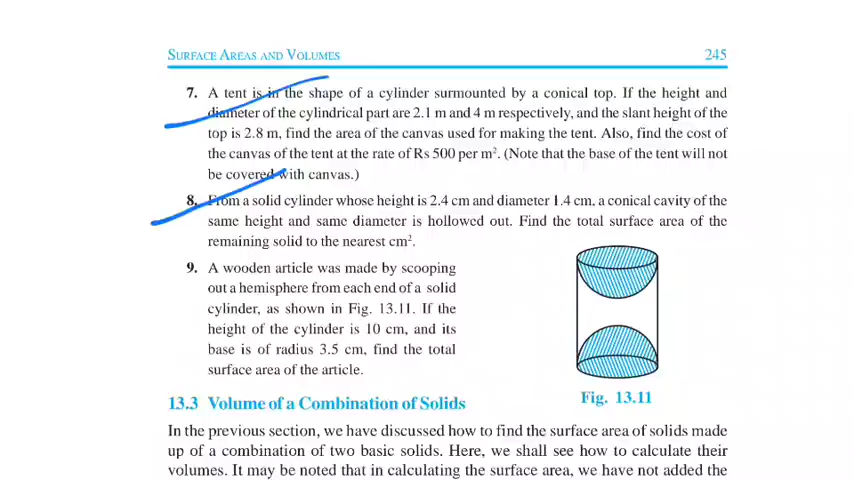 SURFACE AREAS AND VOLUMES 245
7. A tent is in the shape of a cylinder surmounted by a conical top. If the height and
diameter of the cylindrical part are 2.1 m and 4 m respectively, and the slant height of the
top is 2.8 m, find the area of the canvas used for making the tent. Also, find the cost of
the canvas of the tent at the rate of Rs 500 per m². (Note that the base of the tent will not
be covered with canvas.)
8. From a solid cylinder whose height is 2.4 cm and diameter 1.4 cm, a conical cavity of the
same height and same diameter is hollowed out. Find the total surface area of the
remaining solid to the nearest cm².
9. A wooden article was made by scooping
out a hemisphere from each end of a solid
cylinder, as shown in Fig. 13.11. If the
height of the cylinder is 10 cm, and its
base is of radius 3.5 cm, find the total
surface area of the article.
Fig. 13.11
13.3 Volume of a Combination of Solids
In the previous section, we have discussed how to find the surface area of solids made
up of a combination of two basic solids. Here, we shall see how to calculate their
volumes. It may be noted that in calculating the surface area, we have not added the